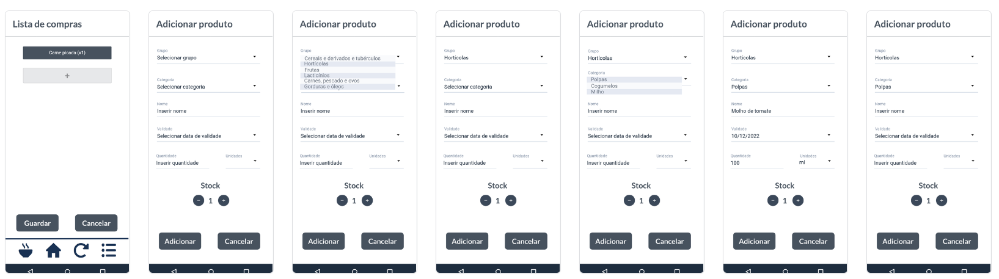 Lista de compras
Carne picada (x1)
+
Guardar
Cancelar
Adicionar produto
Grupo
Selecionar grupo
Categoria
Selecionar categoria
Nome
Inserir nome
Validade
Selecionar data de validade
Quantidade
Unidades
Inserir quantidade
Stock
− 1 +
Adicionar
Cancelar
Adicionar produto
Grupo
Cereais e derivados e tubérculos
Hortícolas
Frutas
Lacticínios
Carnes, pescado e ovos
Gorduras e óleos
Nome
Inserir nome
Validade
Selecionar data de validade
Quantidade
Unidades
Inserir quantidade
Stock
− 1 +
Adicionar
Cancelar
Adicionar produto
Grupo
Hortícolas
Categoria
Selecionar categoria
Nome
Inserir nome
Validade
Selecionar data de validade
Quantidade
Unidades
Inserir quantidade
Stock
− 1 +
Adicionar
Cancelar
Adicionar produto
Grupo
Hortícolas
Categoria
Polpas
Cogumelos
Milho
Nome
Inserir nome
Validade
Selecionar data de validade
Quantidade
Unidades
Inserir quantidade
Stock
− 1 +
Adicionar
Cancelar
Adicionar produto
Grupo
Hortícolas
Categoria
Polpas
Nome
Molho de tomate
Validade
10/12/2022
Quantidade
Unidades
100
ml
Stock
− 1 +
Adicionar
Cancelar
Adicionar produto
Grupo
Hortícolas
Categoria
Polpas
Nome
Inserir nome
Validade
Selecionar data de validade
Quantidade
Unidades
Inserir quantidade
Stock
− 1 +
Adicionar
Cancelar